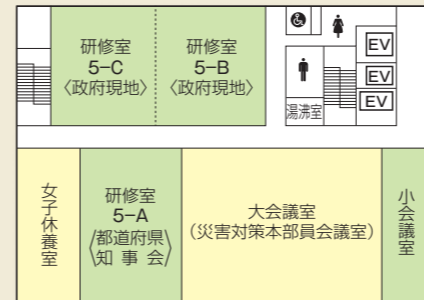 研修室
5-C
〈政府現地〉
研修室
5-B
〈政府現地〉
EV
EV
EV
湯沸室
女子休養室
研修室
5-A
〈都道府県
知事会〉
大会議室
（災害対策本部員会議室）
小会議室